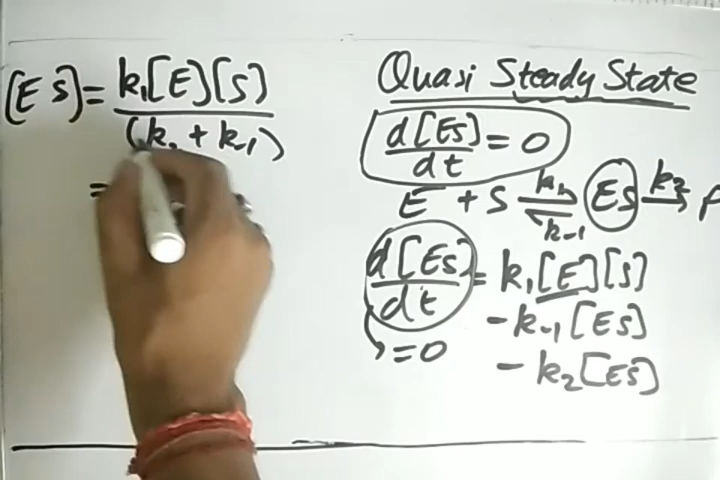 [ES] = k₁[E][S]
(k₂ + k₋₁)
=
Quasi Steady State
d[ES]
dt
= 0
E + S k₁ ES k₂ P
k₋₁
d[ES]
dt
= k₁[E][S]
- k₋₁[ES]
- k₂[ES]
= 0